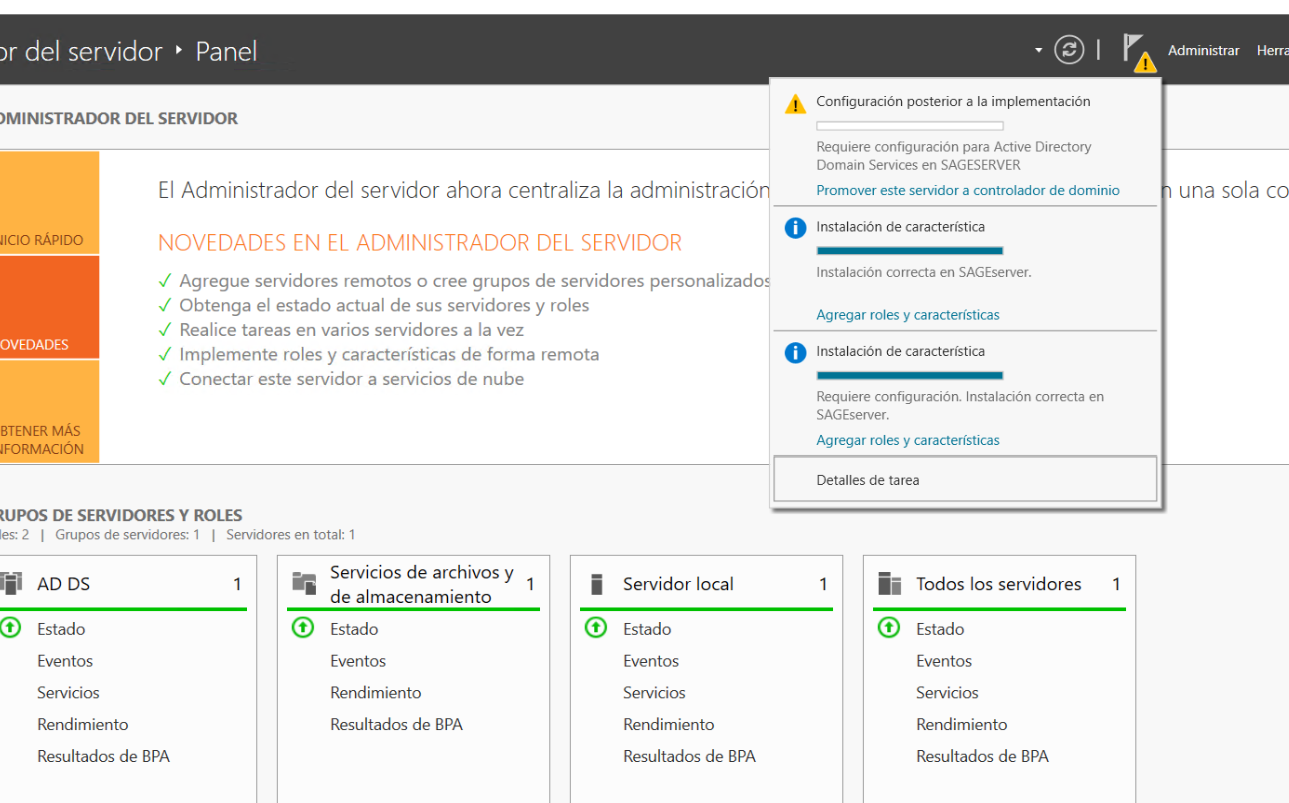 or del servidor ‣ Panel
Administrar Herra
DMINISTRADOR DEL SERVIDOR
Configuración posterior a la implementación
Requiere configuración para Active Directory
Domain Services en SAGESERVER
Promover este servidor a controlador de dominio
Instalación de característica
Instalación correcta en SAGEserver.
Agregar roles y características
Instalación de característica
Requiere configuración. Instalación correcta en
SAGEserver.
Agregar roles y características
Detalles de tarea
NICIO RÁPIDO
OVEDADES
BTENER MÁS
NFORMACIÓN
El Administrador del servidor ahora centraliza la administración
n una sola co
NOVEDADES EN EL ADMINISTRADOR DEL SERVIDOR
✓ Agregue servidores remotos o cree grupos de servidores personalizados
✓ Obtenga el estado actual de sus servidores y roles
✓ Realice tareas en varios servidores a la vez
✓ Implemente roles y características de forma remota
✓ Conectar este servidor a servicios de nube
RUPOS DE SERVIDORES Y ROLES
les: 2 | Grupos de servidores: 1 | Servidores en total: 1
AD DS 1
Estado
Eventos
Servicios
Rendimiento
Resultados de BPA
Servicios de archivos y
de almacenamiento 1
Estado
Eventos
Rendimiento
Resultados de BPA
Servidor local 1
Estado
Eventos
Servicios
Rendimiento
Resultados de BPA
Todos los servidores 1
Estado
Eventos
Servicios
Rendimiento
Resultados de BPA